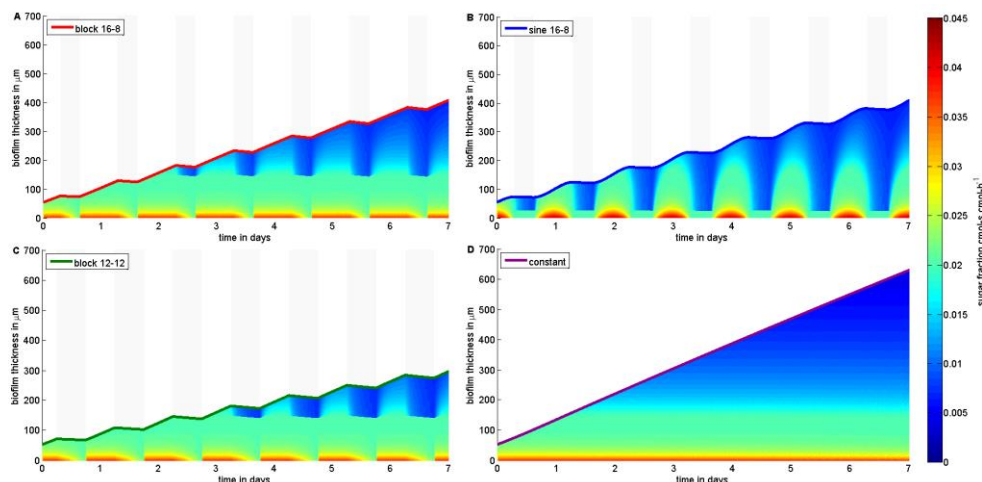 A
block 16-8
700
600
500
400
300
200
100
0
biofilm thickness in μm
0 1 2 3 4 5 6 7
time in days
B
sine 16-8
700
600
500
400
300
200
100
0
biofilm thickness in μm
0 1 2 3 4 5 6 7
time in days
C
block 12-12
700
600
500
400
300
200
100
0
biofilm thickness in μm
0 1 2 3 4 5 6 7
time in days
D
constant
700
600
500
400
300
200
100
0
biofilm thickness in μm
0 1 2 3 4 5 6 7
time in days
0.045
0.04
0.035
0.03
0.025
0.02
0.015
0.01
0.005
0
sugar fraction cmol-s cmol-b⁻¹